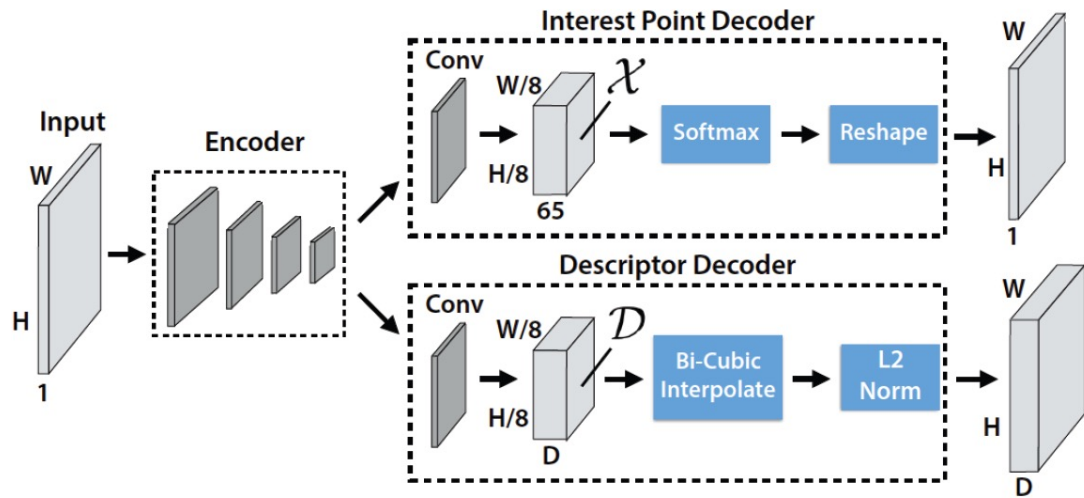 Input
W
H
1
Encoder
Interest Point Decoder
Conv
W/8
𝒳
H/8
65
Softmax
Reshape
W
H
1
Descriptor Decoder
Conv
W/8
𝒟
H/8
D
Bi-Cubic
Interpolate
L2
Norm
W
H
D